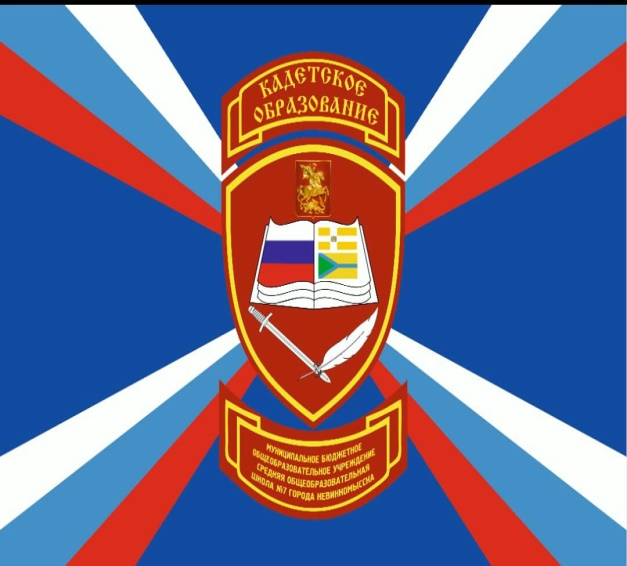 КАДЕТСКОЕ
ОБРАЗОВАНИЕ
МУНИЦИПАЛЬНОЕ БЮДЖЕТНОЕ
ОБЩЕОБРАЗОВАТЕЛЬНОЕ УЧРЕЖДЕНИЕ
СРЕДНЯЯ ОБЩЕОБРАЗОВАТЕЛЬНАЯ
ШКОЛА №7 ГОРОДА НЕВИННОМЫССКА